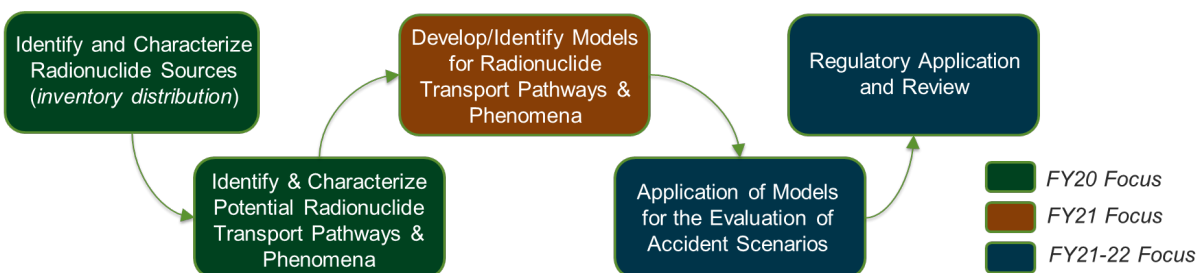 Identify and Characterize
Radionuclide Sources
(inventory distribution)
Identify & Characterize
Potential Radionuclide
Transport Pathways &
Phenomena
Develop/Identify Models
for Radionuclide
Transport Pathways &
Phenomena
Application of Models
for the Evaluation of
Accident Scenarios
Regulatory Application
and Review
FY20 Focus
FY21 Focus
FY21-22 Focus